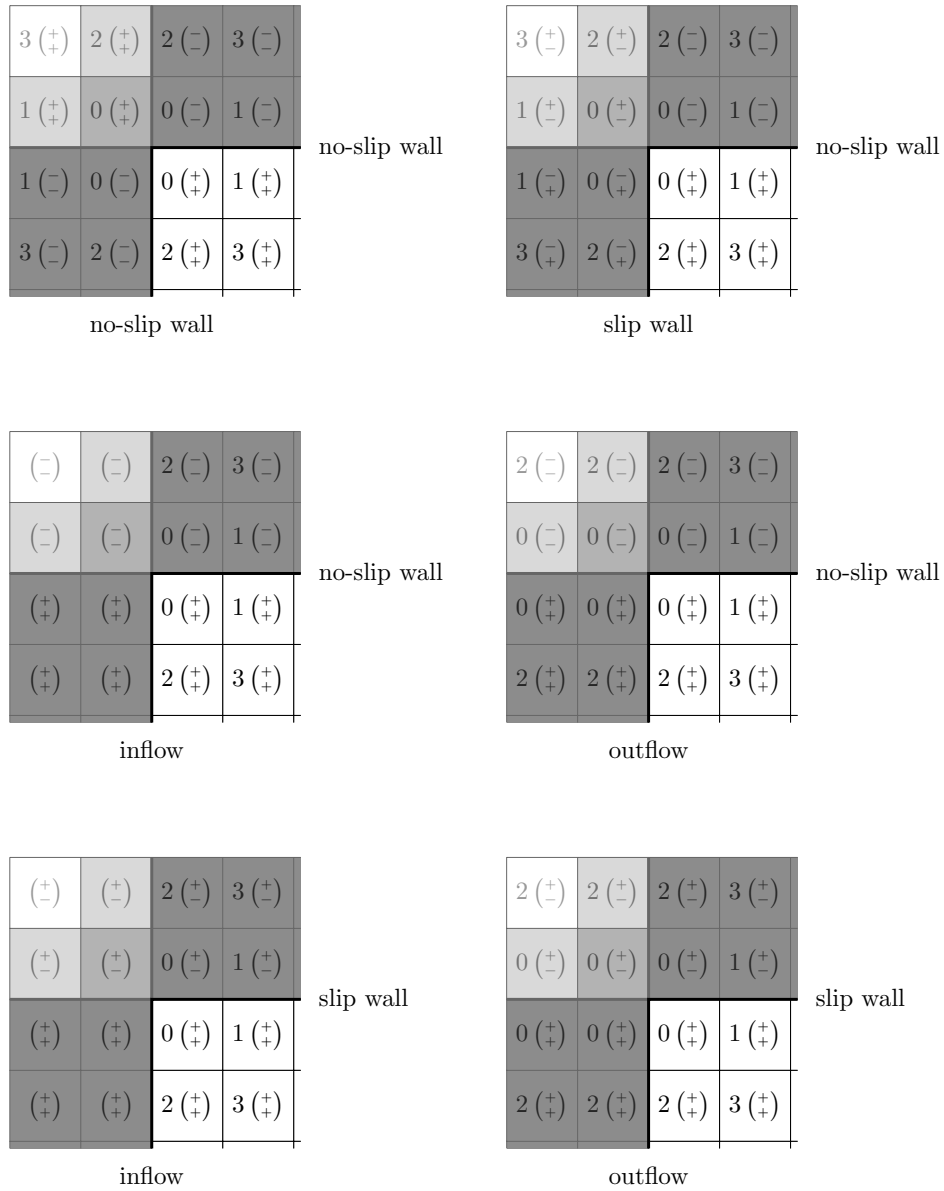 3 (+ +) 2 (+ +) 2 (− −) 3 (− −)
1 (+ +) 0 (+ +) 0 (− −) 1 (− −)
no-slip wall
1 (− −) 0 (− −) 0 (+ +) 1 (+ +)
3 (− −) 2 (− −) 2 (+ +) 3 (+ +)
no-slip wall
3 (+ −) 2 (+ −) 2 (− −) 3 (− −)
1 (+ −) 0 (+ −) 0 (− −) 1 (− −)
no-slip wall
1 (− +) 0 (− +) 0 (+ +) 1 (+ +)
3 (− +) 2 (− +) 2 (+ +) 3 (+ +)
slip wall
(− −) (− −) 2 (− −) 3 (− −)
(− −) (− −) 0 (− −) 1 (− −)
no-slip wall
(+ +) (+ +) 0 (+ +) 1 (+ +)
(+ +) (+ +) 2 (+ +) 3 (+ +)
inflow
2 (− −) 2 (− −) 2 (− −) 3 (− −)
0 (− −) 0 (− −) 0 (− −) 1 (− −)
no-slip wall
0 (+ +) 0 (+ +) 0 (+ +) 1 (+ +)
2 (+ +) 2 (+ +) 2 (+ +) 3 (+ +)
outflow
(+ −) (+ −) 2 (+ −) 3 (+ −)
(+ −) (+ −) 0 (+ −) 1 (+ −)
slip wall
(+ +) (+ +) 0 (+ +) 1 (+ +)
(+ +) (+ +) 2 (+ +) 3 (+ +)
inflow
2 (+ −) 2 (+ −) 2 (+ −) 3 (+ −)
0 (+ −) 0 (+ −) 0 (+ −) 1 (+ −)
slip wall
0 (+ +) 0 (+ +) 0 (+ +) 1 (+ +)
2 (+ +) 2 (+ +) 2 (+ +) 3 (+ +)
outflow